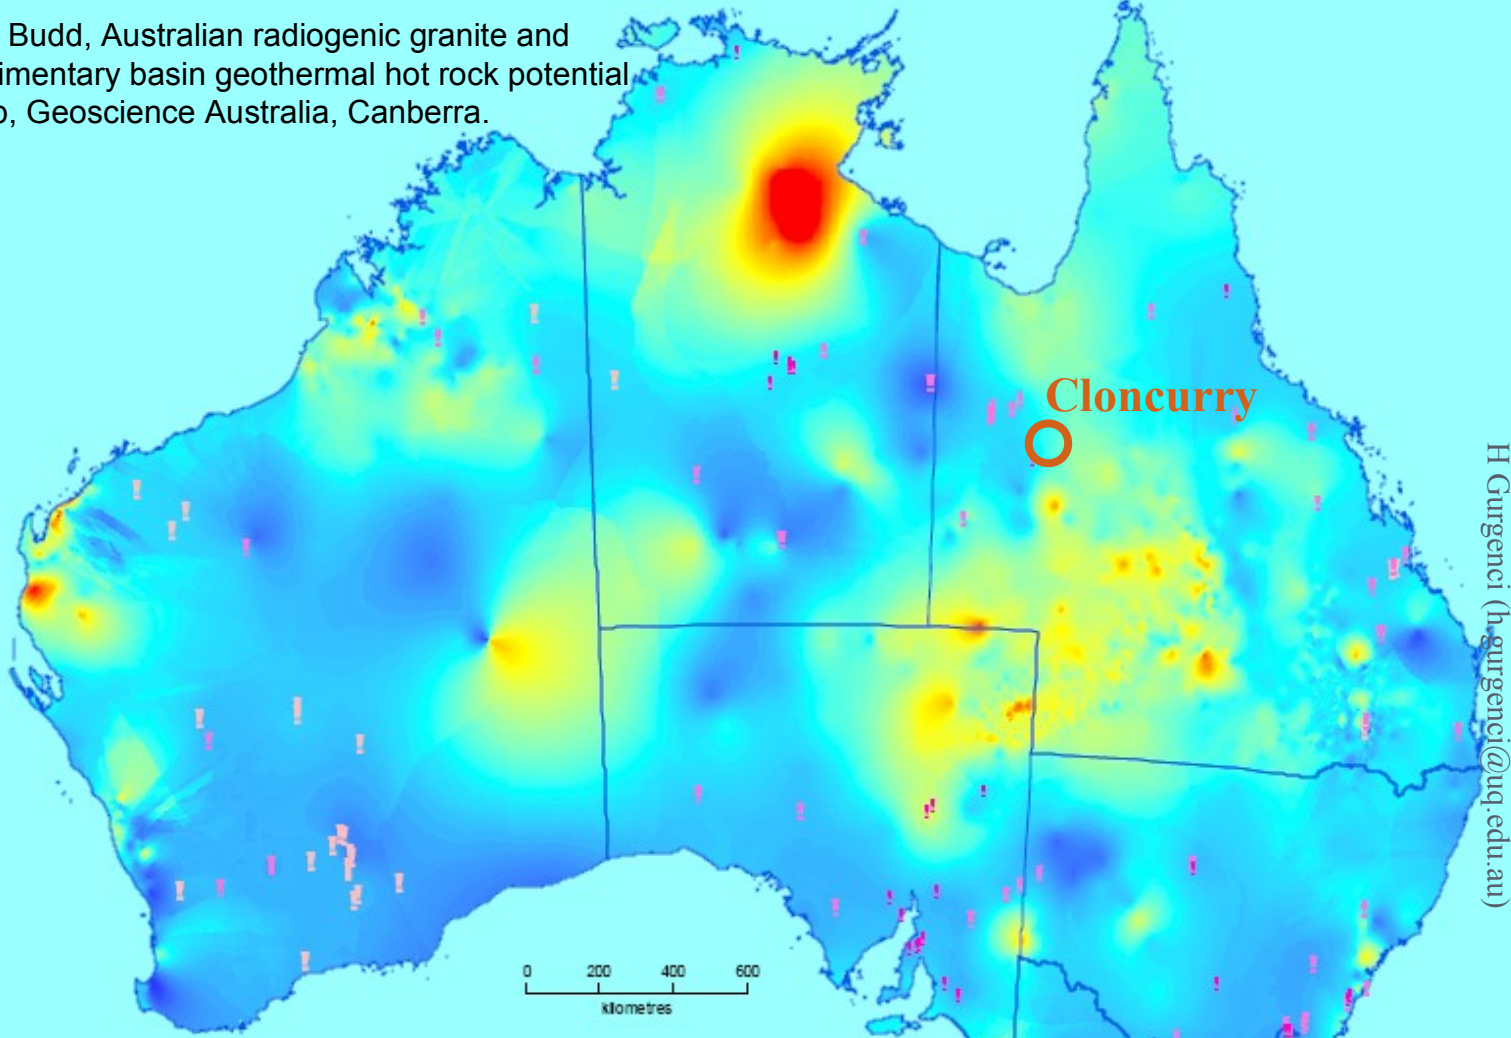 Budd, Australian radiogenic granite and
imentary basin geothermal hot rock potential
, Geoscience Australia, Canberra.
Cloncurry
H Gurgenci (h.gurgenci@uq.edu.au)
0 200 400 600
kilometres